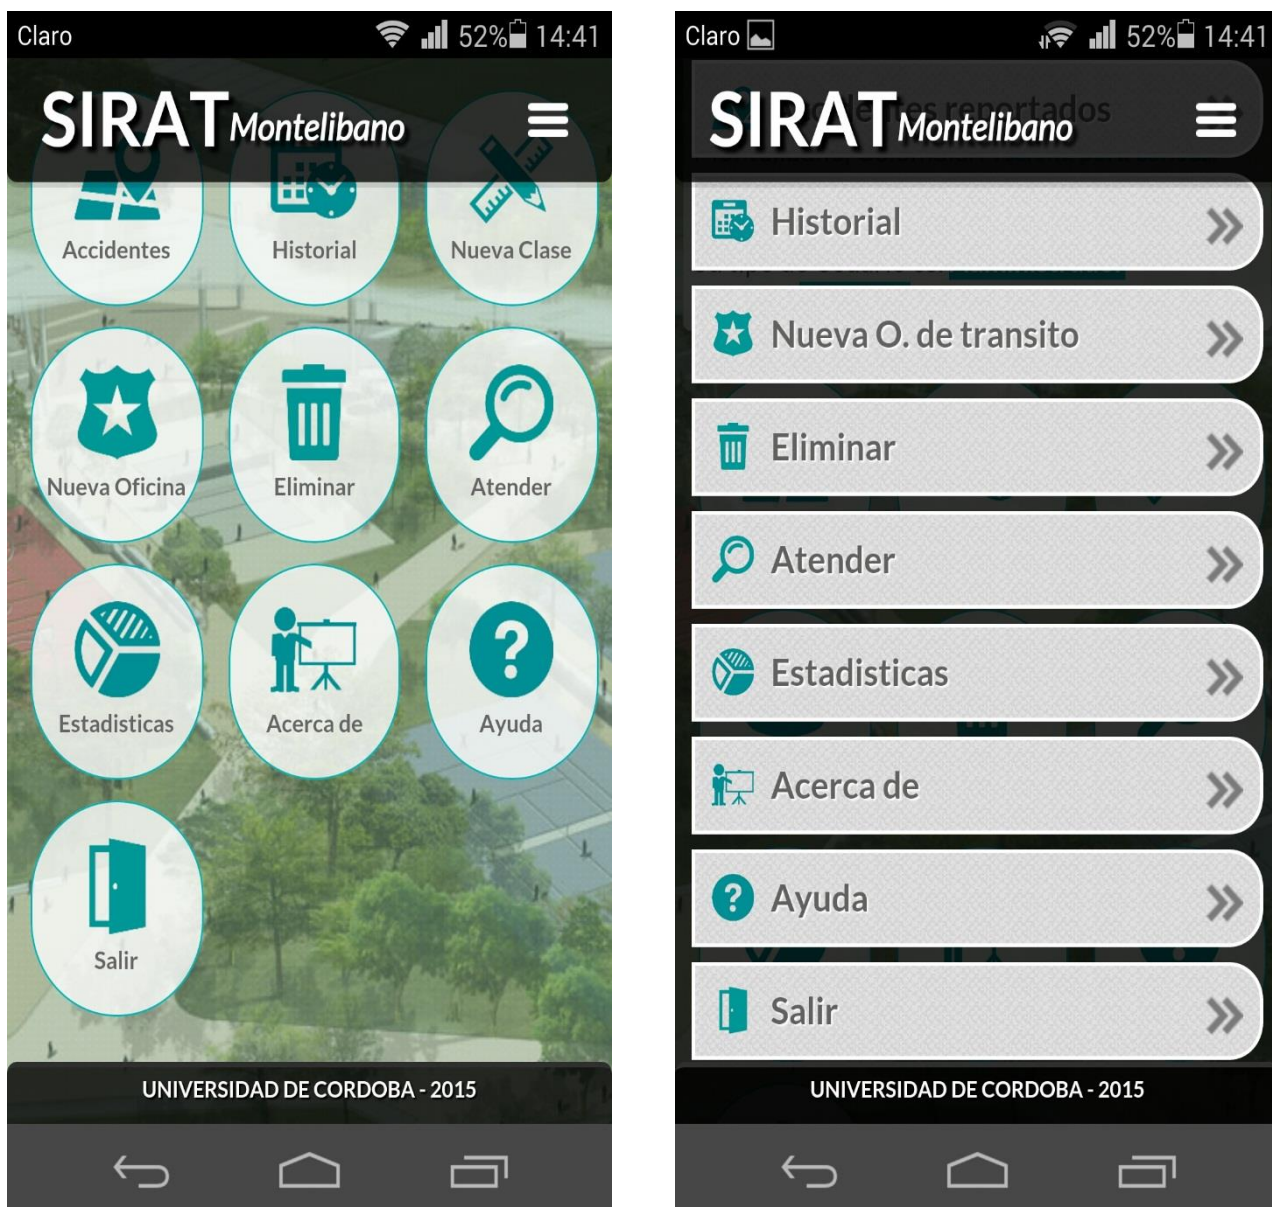 Claro 52% 14:41
SIRAT Montelibano
Accidentes Historial Nueva Clase
Nueva Oficina Eliminar Atender
Estadisticas Acerca de Ayuda
Salir
UNIVERSIDAD DE CORDOBA - 2015
Claro 52% 14:41
SIRAT Montelibano
reportados
Historial
Nueva O. de transito
Eliminar
Atender
Estadisticas
Acerca de
Ayuda
Salir
UNIVERSIDAD DE CORDOBA - 2015